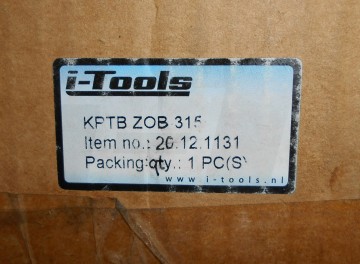 i-Tools
KPTB ZOB 315
Item no.: 20.12.1131
Packing qty.: 1 PC(S)
www.i-tools.nl